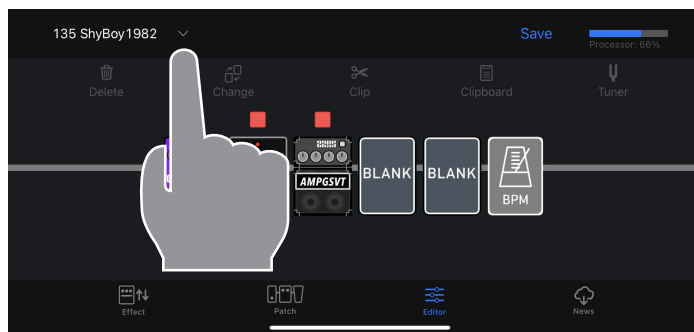 135 ShyBoy1982
Save
Processor: 66%
Delete
Change
Clip
Clipboard
Tuner
AMPGSVT
BLANK
BLANK
BPM
Effect
Patch
Editor
News